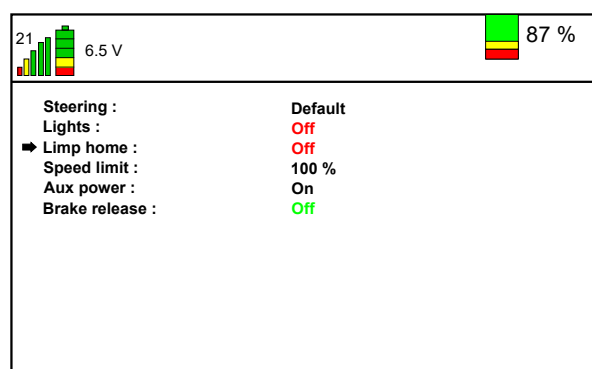 21
6.5 V
87 %
Steering : Default
Lights : Off
Limp home : Off
Speed limit : 100 %
Aux power : On
Brake release : Off